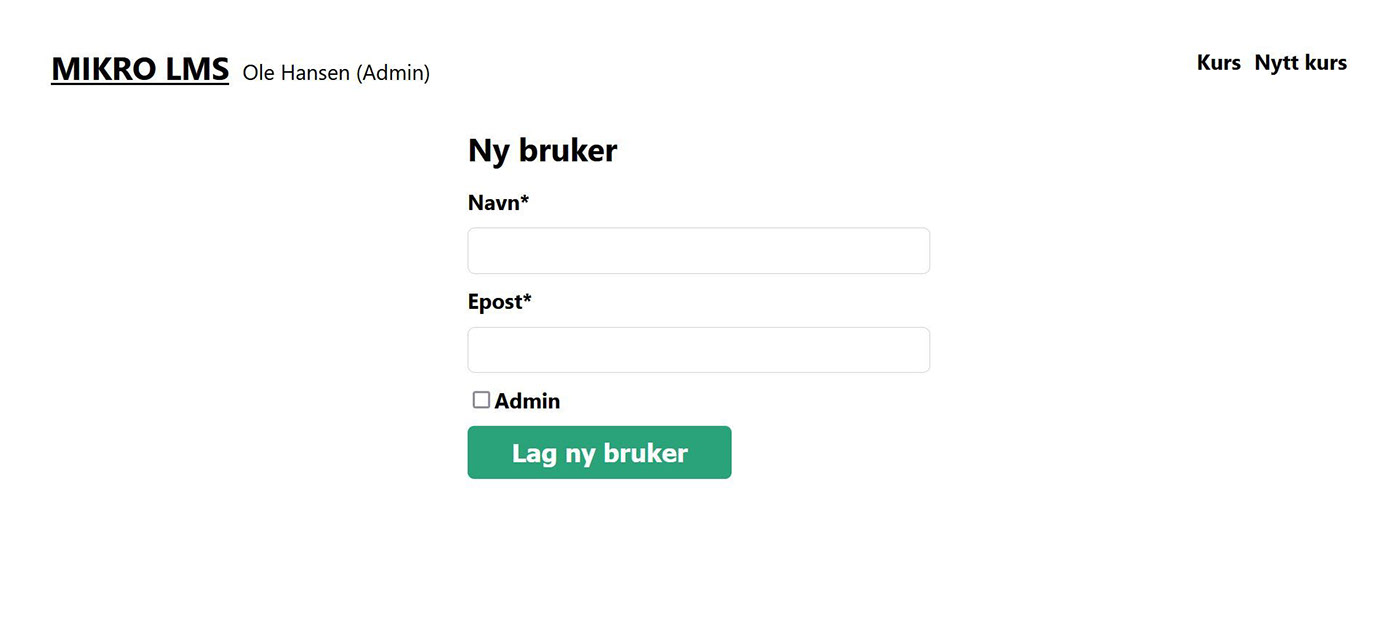 MIKRO LMS Ole Hansen (Admin)
Kurs Nytt kurs
Ny bruker
Navn*
Epost*
Admin
Lag ny bruker